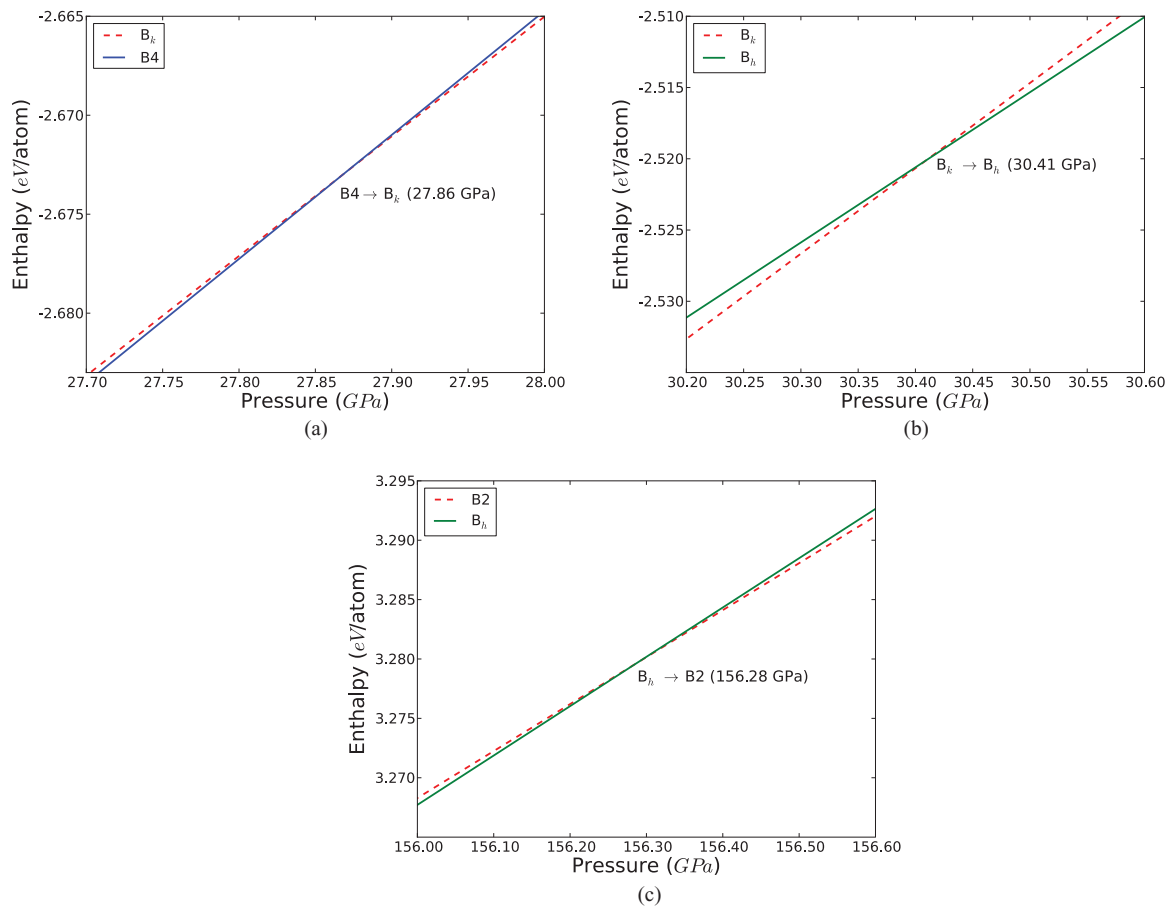 B_k
B4
-2.665
-2.670
-2.675
-2.680
Enthalpy (eV/atom)
B4 → B_k (27.86 GPa)
27.70 27.75 27.80 27.85 27.90 27.95 28.00
Pressure (GPa)
(a)
B_k
B_h
-2.510
-2.515
-2.520
-2.525
-2.530
Enthalpy (eV/atom)
B_k → B_h (30.41 GPa)
30.20 30.25 30.30 30.35 30.40 30.45 30.50 30.55 30.60
Pressure (GPa)
(b)
B2
B_h
3.295
3.290
3.285
3.280
3.275
3.270
Enthalpy (eV/atom)
B_h → B2 (156.28 GPa)
156.00 156.10 156.20 156.30 156.40 156.50 156.60
Pressure (GPa)
(c)